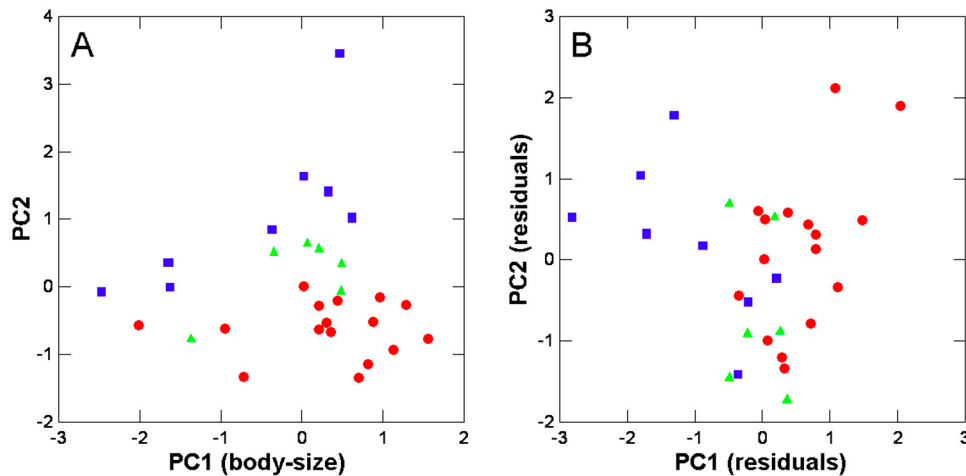 A
4
3
2
1
0
-1
-2
PC2
-3 -2 -1 0 1 2
PC1 (body-size)
B
3
2
1
0
-1
-2
PC2 (residuals)
-3 -2 -1 0 1 2 3
PC1 (residuals)